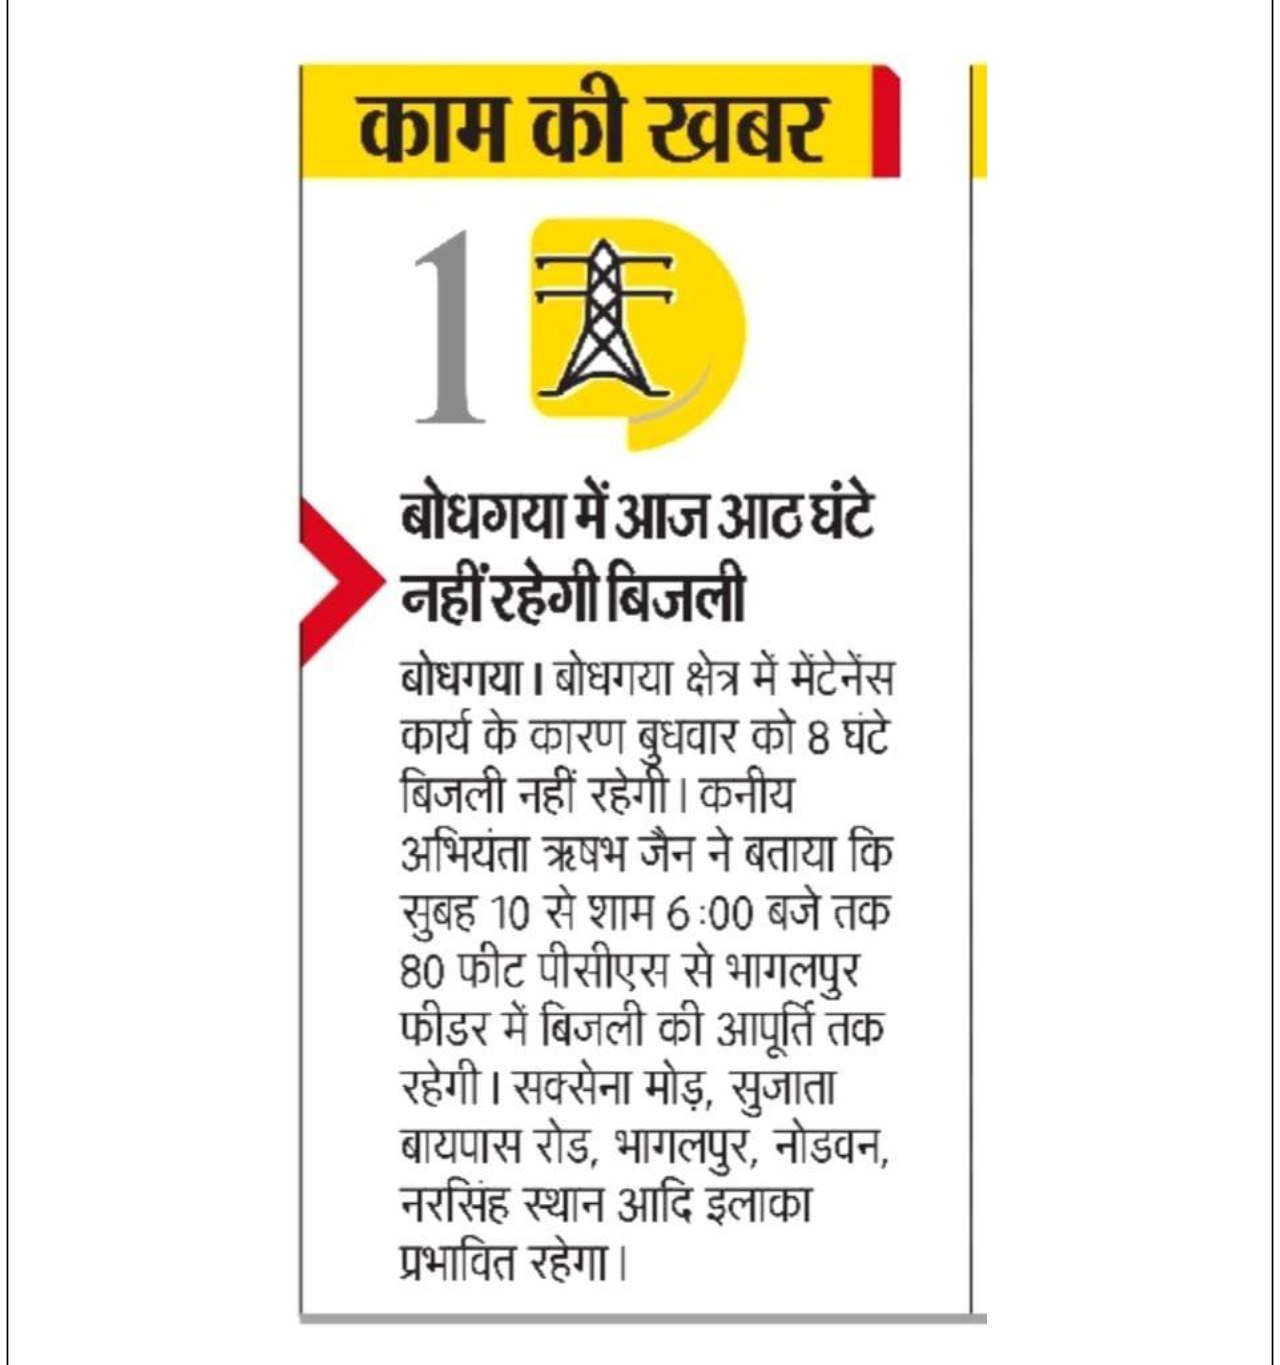 काम की खबर
1
बोधगया में आज आठ घंटे
नहीं रहेगी बिजली
बोधगया। बोधगया क्षेत्र में मेंटेनेंस
कार्य के कारण बुधवार को 8 घंटे
बिजली नहीं रहेगी। कनीय
अभियंता ऋषभ जैन ने बताया कि
सुबह 10 से शाम 6:00 बजे तक
80 फीट पीसीएस से भागलपुर
फीडर में बिजली की आपूर्ति तक
रहेगी। सक्सेना मोड़, सुजाता
बायपास रोड, भागलपुर, नोडवन,
नरसिंह स्थान आदि इलाका
प्रभावित रहेगा।